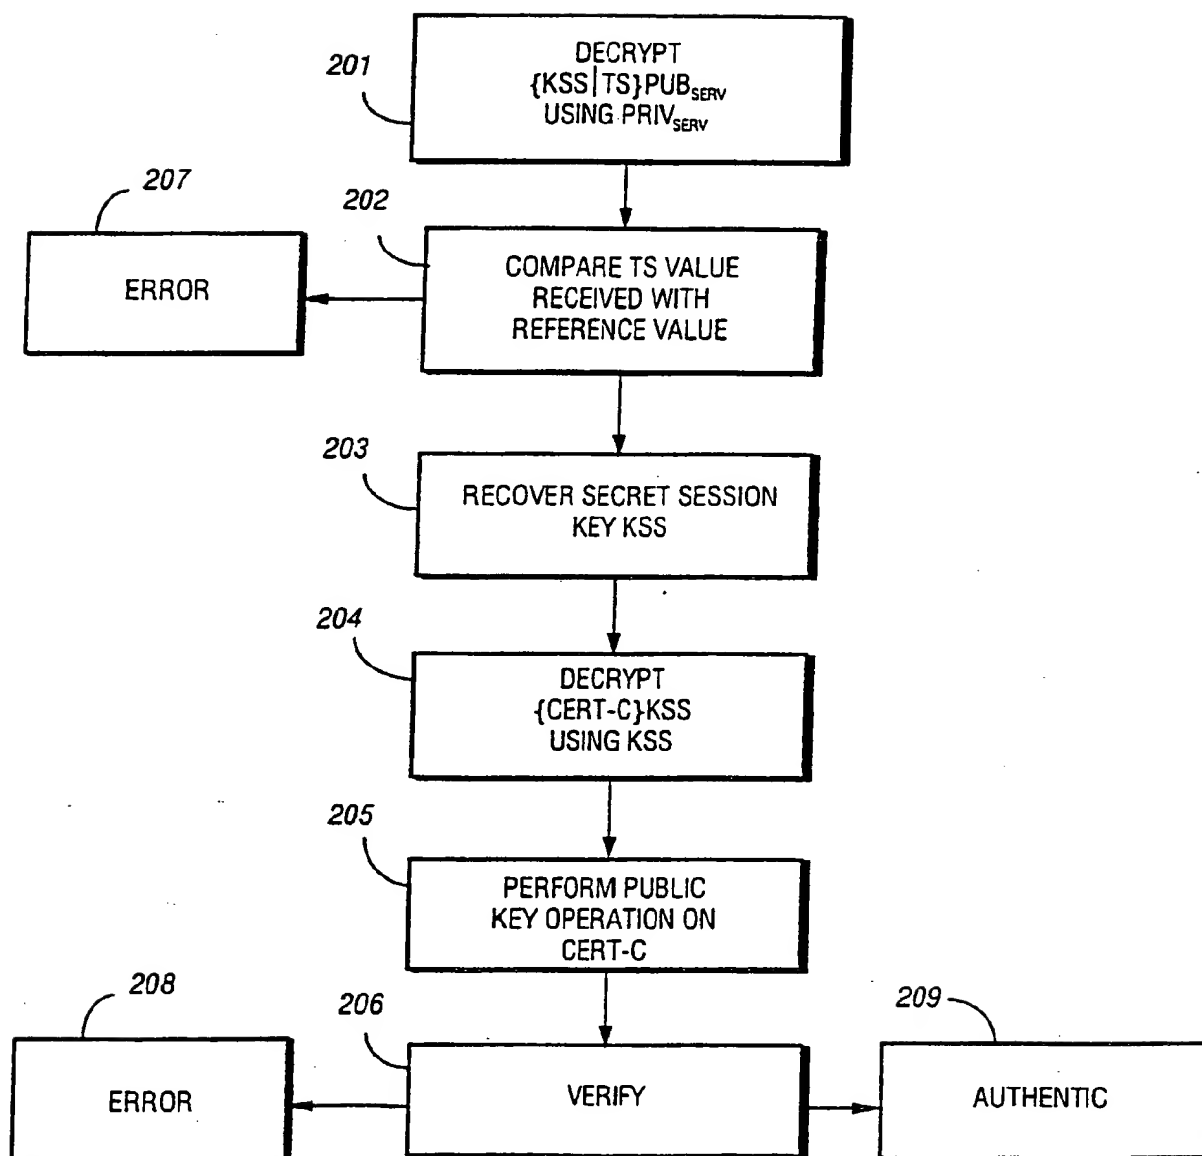 201
DECRYPT
{KSS|TS}PUBSERV
USING PRIVSERV
207
ERROR
202
COMPARE TS VALUE
RECEIVED WITH
REFERENCE VALUE
203
RECOVER SECRET SESSION
KEY KSS
204
DECRYPT
{CERT-C}KSS
USING KSS
205
PERFORM PUBLIC
KEY OPERATION ON
CERT-C
208
ERROR
206
VERIFY
209
AUTHENTIC